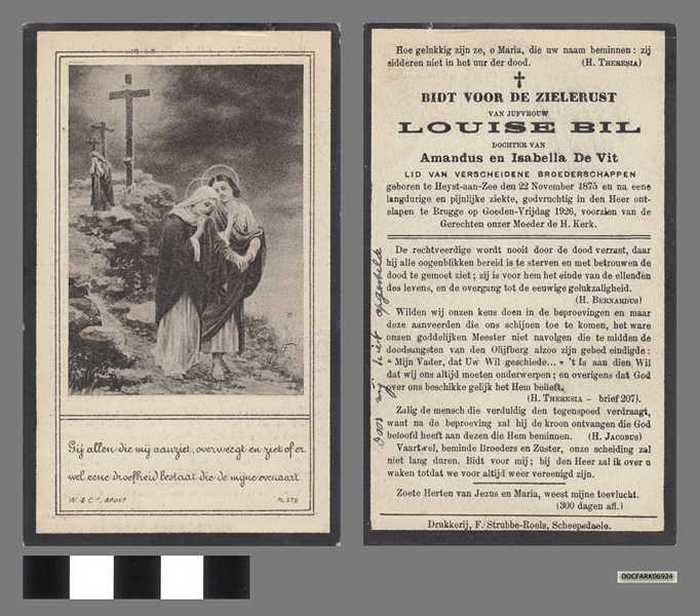 Gij allen die mij aanziet, overweegt en ziet of er
wel eene droefheid bestaat die de mijne evenaart
PL. 575
Hoe gelukkig zijn ze, o Maria, die uw naam beminnen : zij
sidderen niet in het uur der dood. (H. THERESIA)
BIDT VOOR DE ZIELERUST
VAN JUFVROUW
LOUISE BIL
DOCHTER VAN
Amandus en Isabella De Vit
LID VAN VERSCHEIDENE BROEDERSCHAPPEN
geboren te Heyst-aan-Zee den 22 November 1875 en na eene
langdurige en pijnlijke ziekte, godvruchtig in den Heer ont-
slapen te Brugge op Goeden-Vrijdag 1926, voorzien van de
Gerechten onzer Moeder de H. Kerk.
De rechtveerdige wordt nooit door de dood verrast, daar
hij alle oogenblikken bereid is te sterven en met betrouwen de
dood te gemoet ziet ; zij is voor hem het einde van de ellenden
des levens, en de overgang tot de eeuwige gelukzaligheid.
(H. BERNARDUS)
Wilden wij onzen keus doen in de beproevingen en maar
deze aanveerden die ons schijnen toe te komen, het ware
onzen goddelijken Meester niet navolgen die te midden de
doodsangsten van den Olijfberg alzoo zijn gebed eindigde :
« Mijn Vader, dat Uw Wil geschiede... » 't Is aan dien Wil
dat wij ons altijd moeten onderwerpen ; en overigens dat God
over ons beschikke gelijk het Hem belieft.
(H. THERESIA - brief 207).
Zalig de mensch die verduldig den tegenspoed verdraagt,
want na de beproeving zal hij de kroon ontvangen die God
beloofd heeft aan dezen die Hem beminnen. (H. JACOBUS)
Vaartwel, beminde Broeders en Zuster, onze scheiding zal
niet lang duren. Bidt voor mij ; bij den Heer zal ik over u
waken totdat we voor altijd weer vereenigd zijn.
Zoete Herten van Jezus en Maria, weest mijne toevlucht.
(300 dagen afl.)
Drukkerij, F. Strubbe-Roels, Scheepsdaele.
door mij niet opgesteld
DOCFARK06924